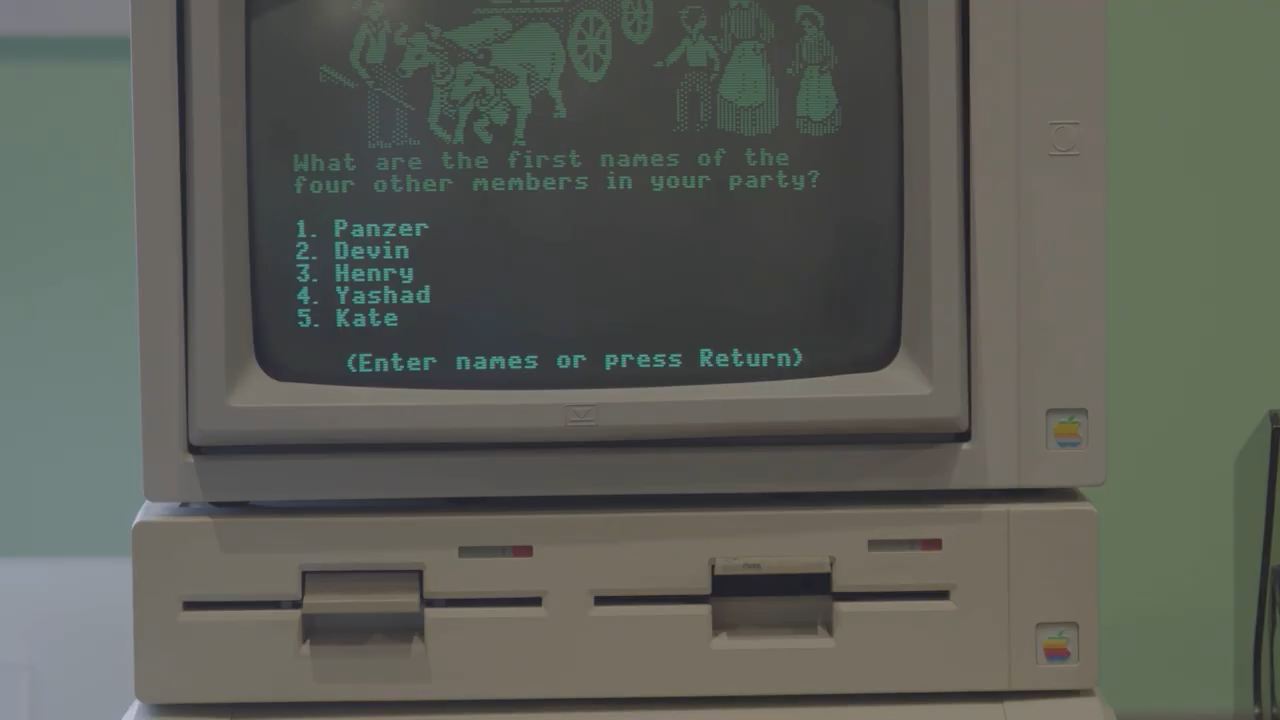 What are the first names of the
four other members in your party?
1. Panzer
2. Devin
3. Henry
4. Yashad
5. Kate
(Enter names or press Return)